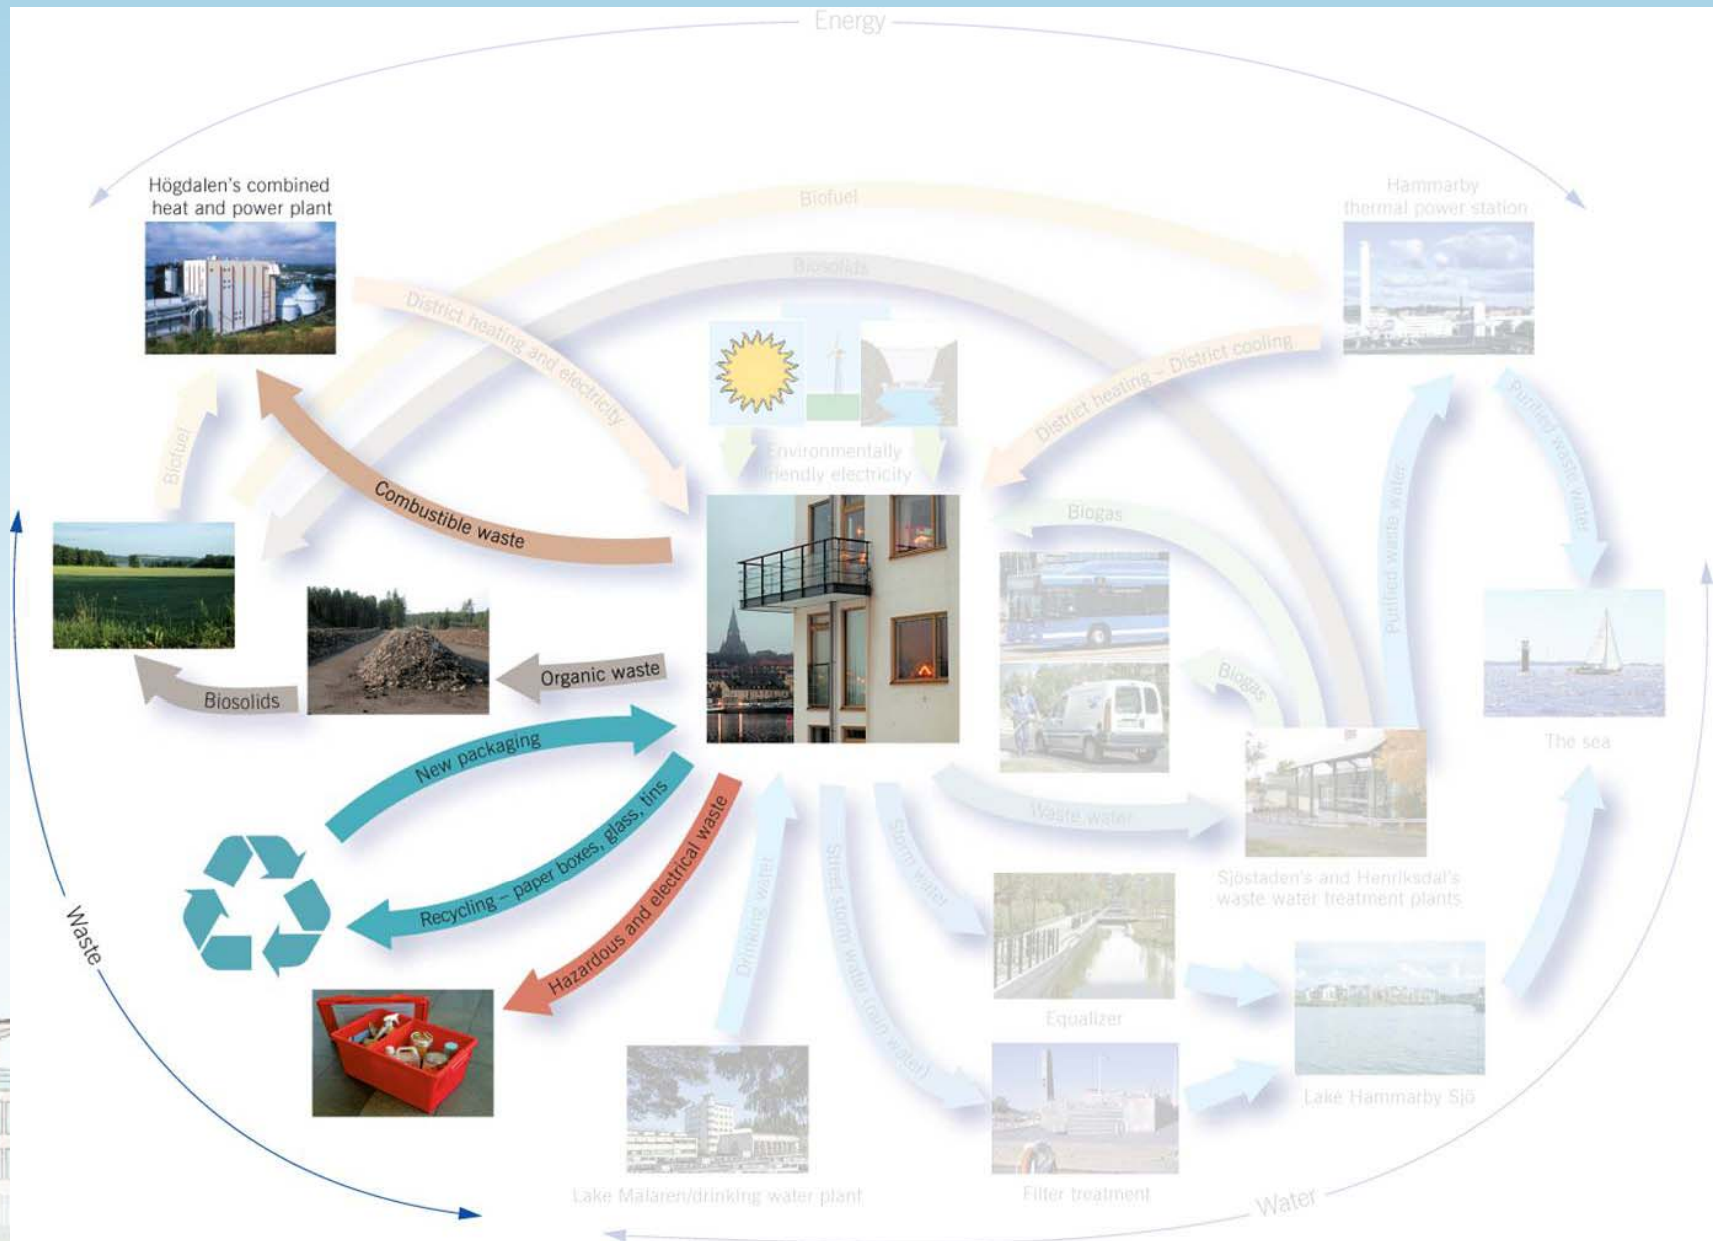 Energy
Högdalen's combined
heat and power plant
Biofuel
Hammarby
thermal power station
Biosolids
District heating and electricity
District heating – District cooling
Purified waste water
Environmentally
friendly electricity
Biofuel
Combustible waste
Biogas
Purified waste water
Organic waste
Biosolids
Biogas
New packaging
The sea
Recycling – paper boxes, glass, tins
Hazardous and electrical waste
Waste water
Storm water
Drinking water
Street storm water (rain water)
Sjöstaden's and Henriksdal's
waste water treatment plants
Waste
Equalizer
Lake Hammarby Sjö
Lake Mälaren/drinking water plant
Filter treatment
Water